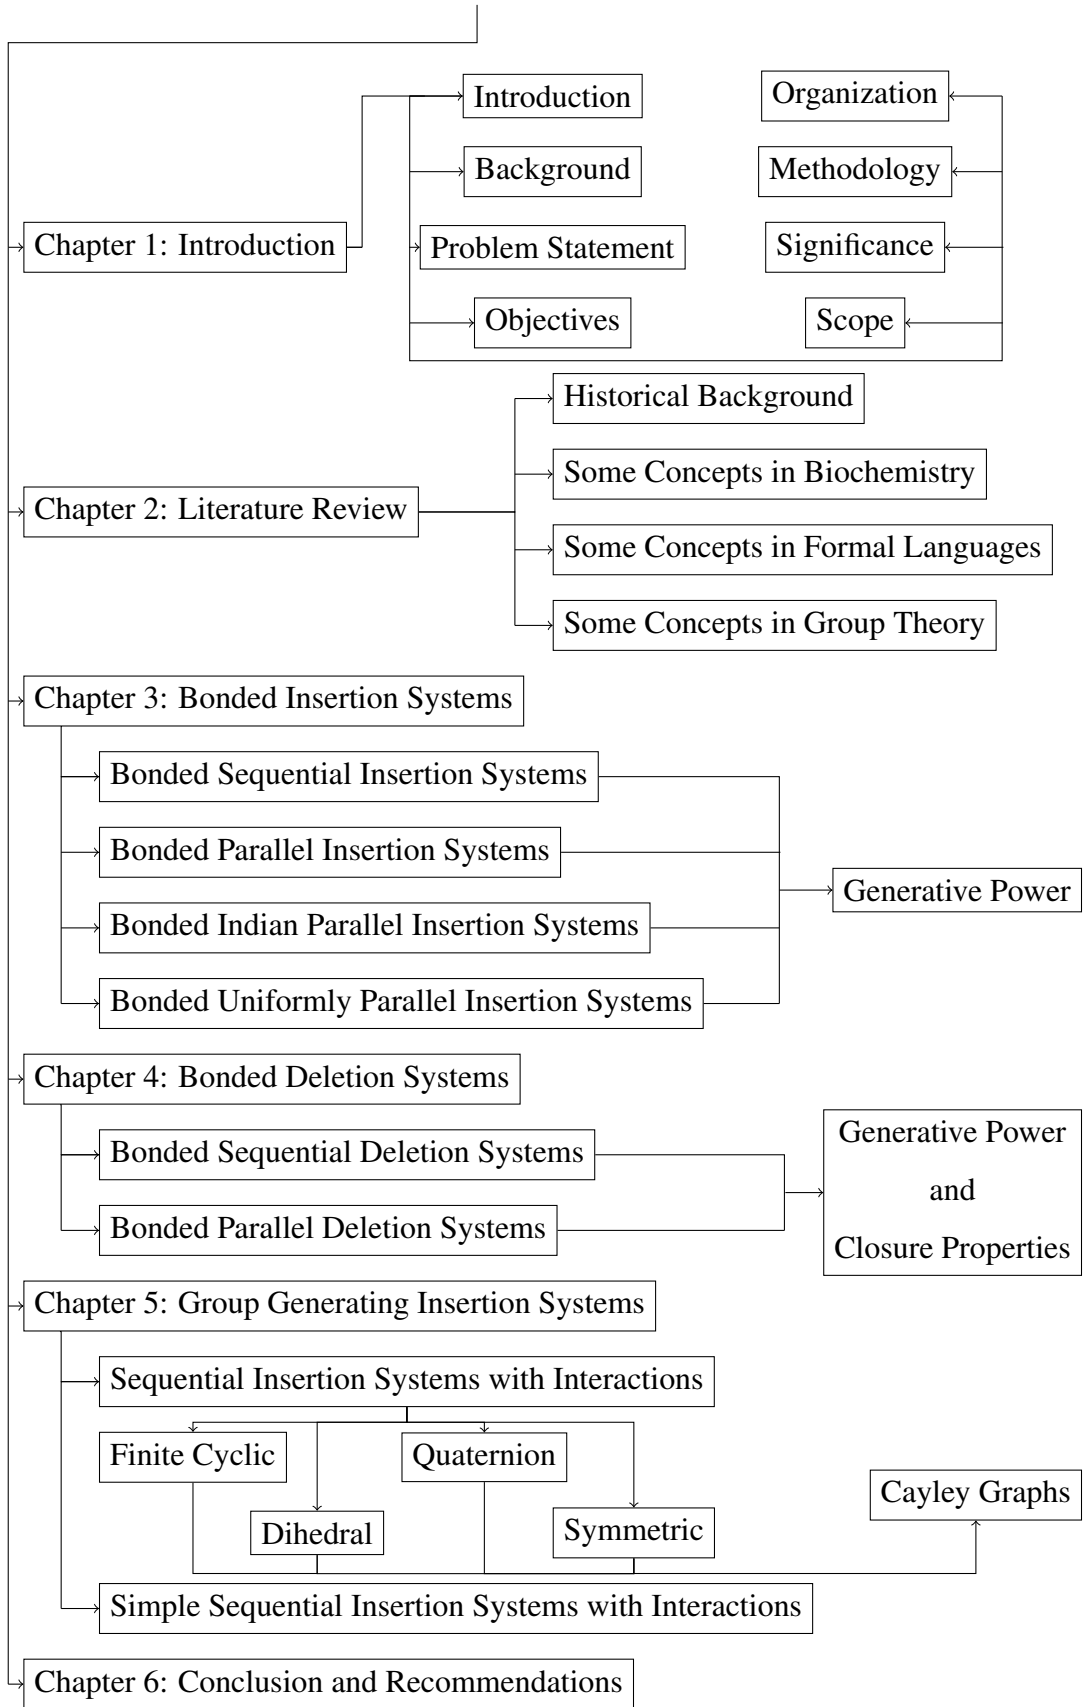 Introduction
Organization
Background
Methodology
Chapter 1: Introduction
Problem Statement
Significance
Objectives
Scope
Historical Background
Some Concepts in Biochemistry
Chapter 2: Literature Review
Some Concepts in Formal Languages
Some Concepts in Group Theory
Chapter 3: Bonded Insertion Systems
Bonded Sequential Insertion Systems
Bonded Parallel Insertion Systems
Generative Power
Bonded Indian Parallel Insertion Systems
Bonded Uniformly Parallel Insertion Systems
Chapter 4: Bonded Deletion Systems
Bonded Sequential Deletion Systems
Bonded Parallel Deletion Systems
Generative Power
and
Closure Properties
Chapter 5: Group Generating Insertion Systems
Sequential Insertion Systems with Interactions
Finite Cyclic
Quaternion
Dihedral
Symmetric
Cayley Graphs
Simple Sequential Insertion Systems with Interactions
Chapter 6: Conclusion and Recommendations